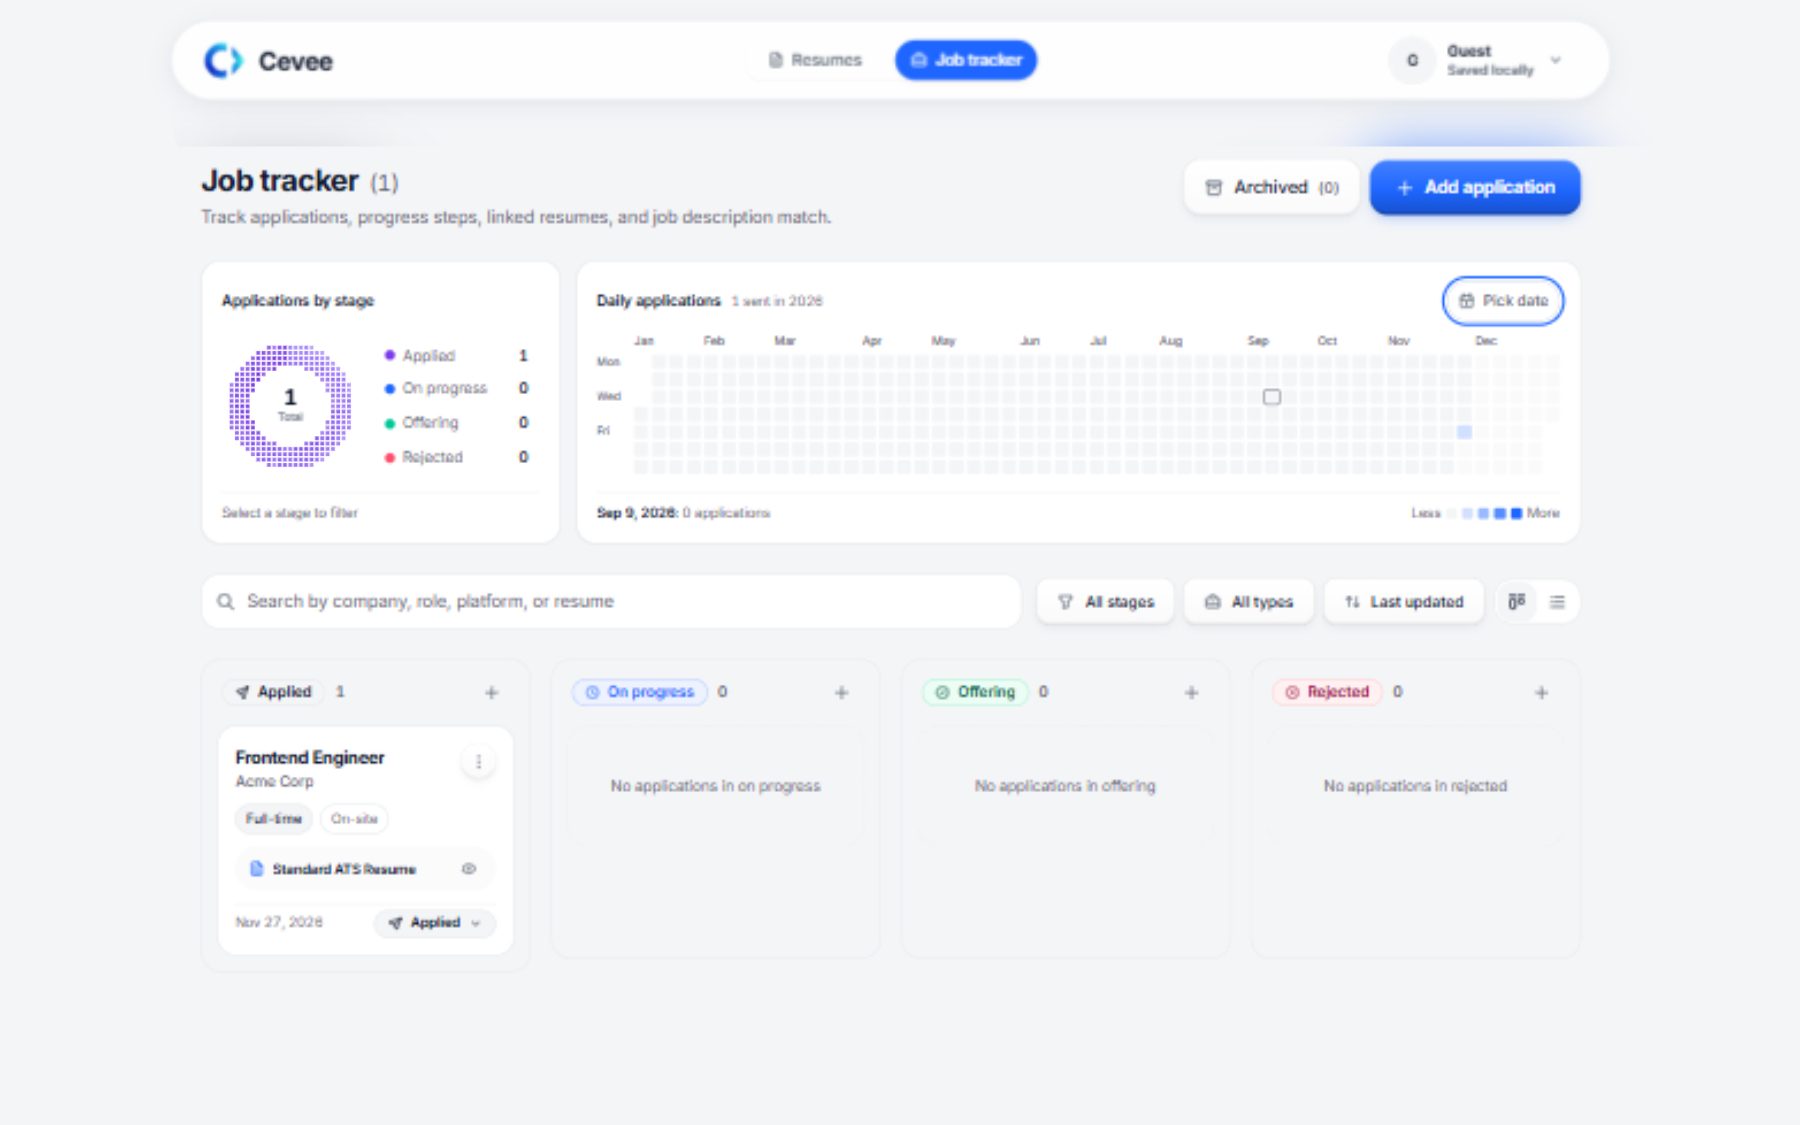 Cevee
Resumes
Job tracker
G
Guest
Saved locally
Job tracker (1)
Track applications, progress steps, linked resumes, and job description match.
Archived (0)
+ Add application
Applications by stage
1
Total
Applied 1
On progress 0
Offering 0
Rejected 0
Select a stage to filter
Daily applications 1 sent in 2026
Pick date
Jan Feb Mar Apr May Jun Jul Aug Sep Oct Nov Dec
Mon
Wed
Fri
Sep 9, 2026: 0 applications
Less More
Search by company, role, platform, or resume
All stages
All types
Last updated
Applied 1 +
On progress 0 +
Offering 0 +
Rejected 0 +
Frontend Engineer
Acme Corp
Full-time On-site
Standard ATS Resume
Nov 27, 2026 Applied
No applications in on progress
No applications in offering
No applications in rejected